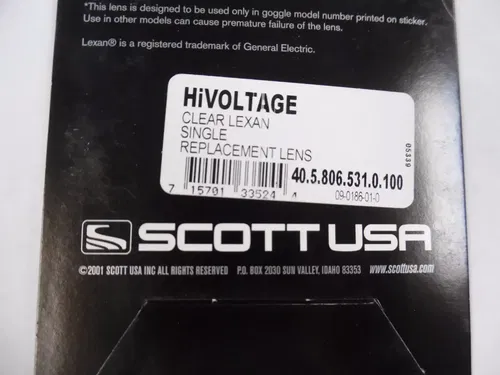 *This lens is designed to be used only in goggle model number printed on sticker.
Use in other models can cause premature failure of the lens.
Lexan® is a registered trademark of General Electric.
HiVOLTAGE
CLEAR LEXAN
SINGLE
REPLACEMENT LENS
05339
40.5.806.531.0.100
7 15701 33524 4
09-0186-01-0
SCOTT USA
©2001 SCOTT USA INC ALL RIGHTS RESERVED P.O. BOX 2030 SUN VALLEY, IDAHO 83353 www.scottusa.com